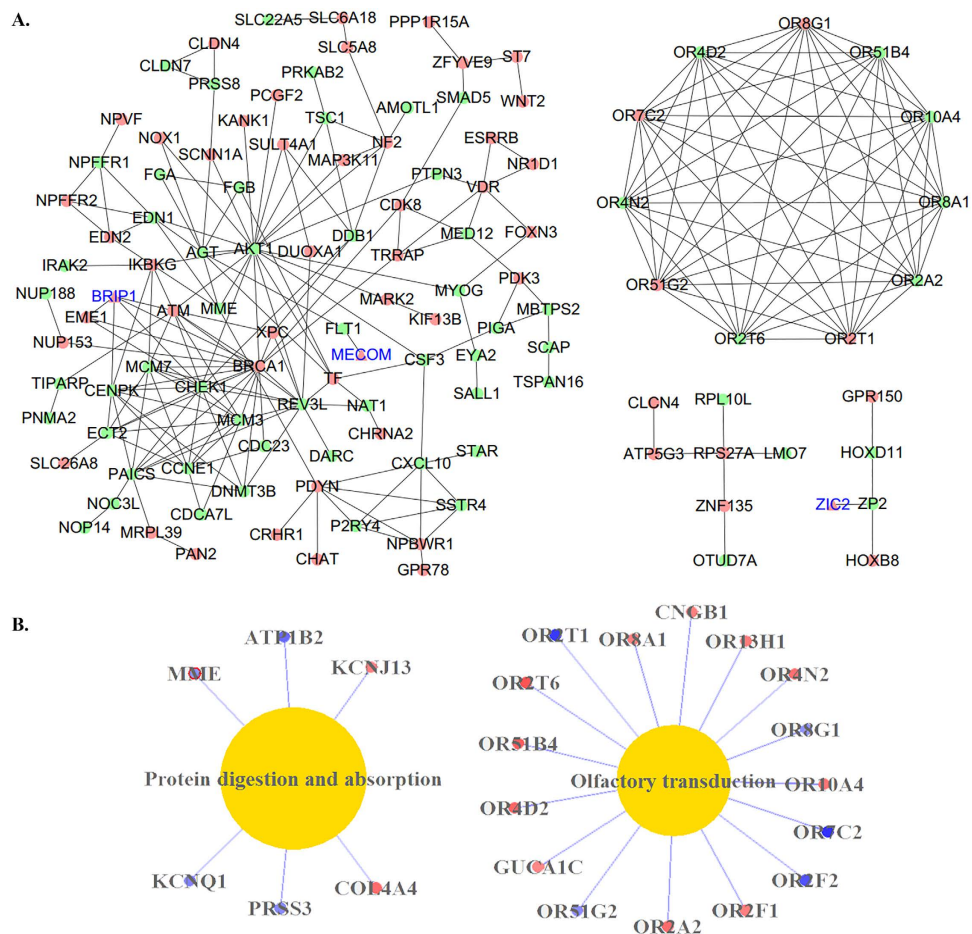 A.
SLC22A5
SLC6A18
PPP1R15A
CLDN4
SLC5A8
ZFYVE9
ST7
CLDN7
PRSS8
PRKAB2
SMAD5
WNT2
PCGF2
AMOTL1
NPVF
KANK1
TSC1
NOX1
SULT4A1
NF2
ESRRB
NPFFR1
SCNN1A
MAP3K11
NR1D1
FGA
FGB
PTPN3
VDR
NPFFR2
CDK8
EDN1
EDN2
DDB1
MED12
FOXN3
IRAK2
IKBKG
AGT
AKT1
DUOXA1
TRRAP
PDK3
NUP188
BRIP1
MYOG
EME1
ATM
MME
MARK2
MBTPS2
NUP153
XPC
FLT1
KIF13B
PIGA
MECOM
CSF3
EYA2
SCAP
TIPARP
MCM7
BRCA1
TF
TSPAN16
CENPK
CHEK1
SALL1
PNMA2
REV3L
NAT1
ECT2
MCM3
CHRNA2
CDC23
DARC
STAR
SLC26A8
PAICS
CCNE1
CXCL10
DNMT3B
PDYN
NOC3L
CDCA7L
P2RY4
SSTR4
NOP14
MRPL39
CRHR1
NPBWR1
PAN2
CHAT
GPR78
OR8G1
OR4D2
OR51B4
OR7C2
OR10A4
OR4N2
OR8A1
OR51G2
OR2A2
OR2T6
OR2T1
CLCN4
RPL10L
GPR150
ATP5G3
RPS27A
LMO7
HOXD11
ZNF135
ZIC2
ZP2
OTUD7A
HOXB8
B.
ATP1B2
MME
KCNJ13
Protein digestion and absorption
KCNQ1
COL4A4
PRSS3
CNGB1
OR2T1
OR8A1
OR13H1
OR2T6
OR4N2
OR51B4
OR8G1
Olfactory transduction
OR10A4
OR4D2
OR7C2
GUCA1C
OR2F2
OR51G2
OR2F1
OR2A2